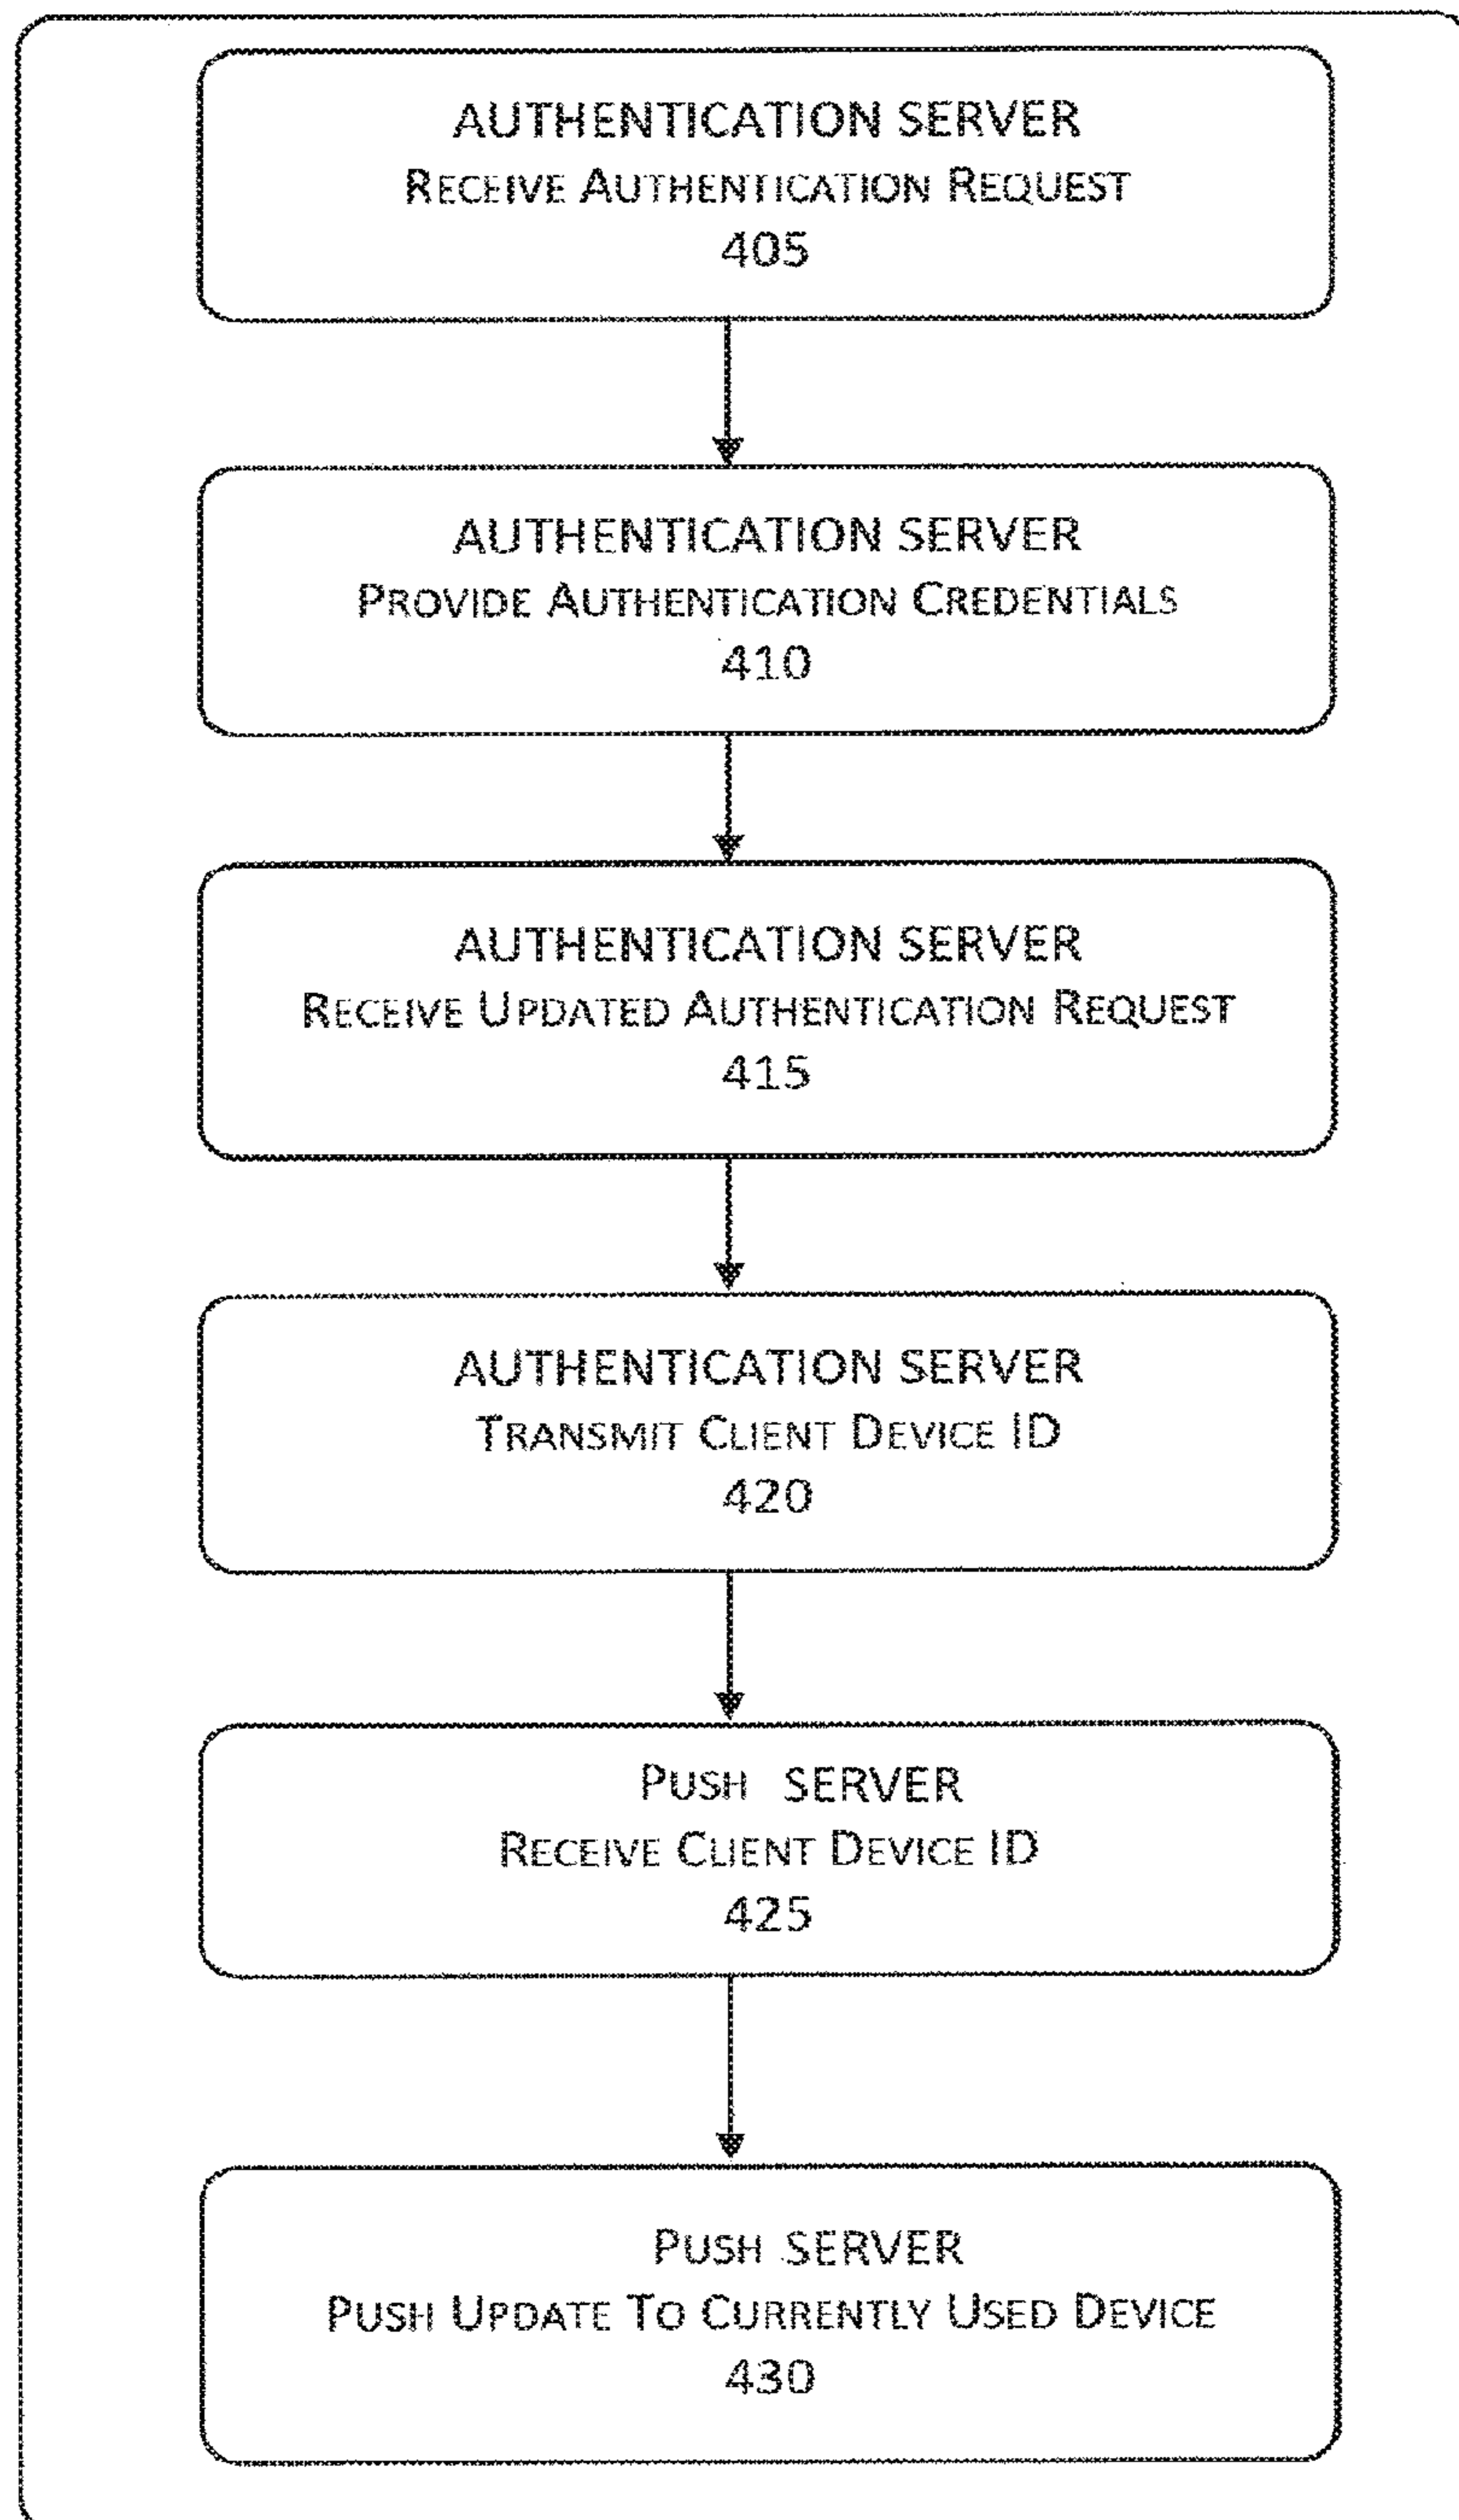 AUTHENTICATION SERVER
RECEIVE AUTHENTICATION REQUEST
405
AUTHENTICATION SERVER
PROVIDE AUTHENTICATION CREDENTIALS
410
AUTHENTICATION SERVER
RECEIVE UPDATED AUTHENTICATION REQUEST
415
AUTHENTICATION SERVER
TRANSMIT CLIENT DEVICE ID
420
PUSH SERVER
RECEIVE CLIENT DEVICE ID
425
PUSH SERVER
PUSH UPDATE TO CURRENTLY USED DEVICE
430